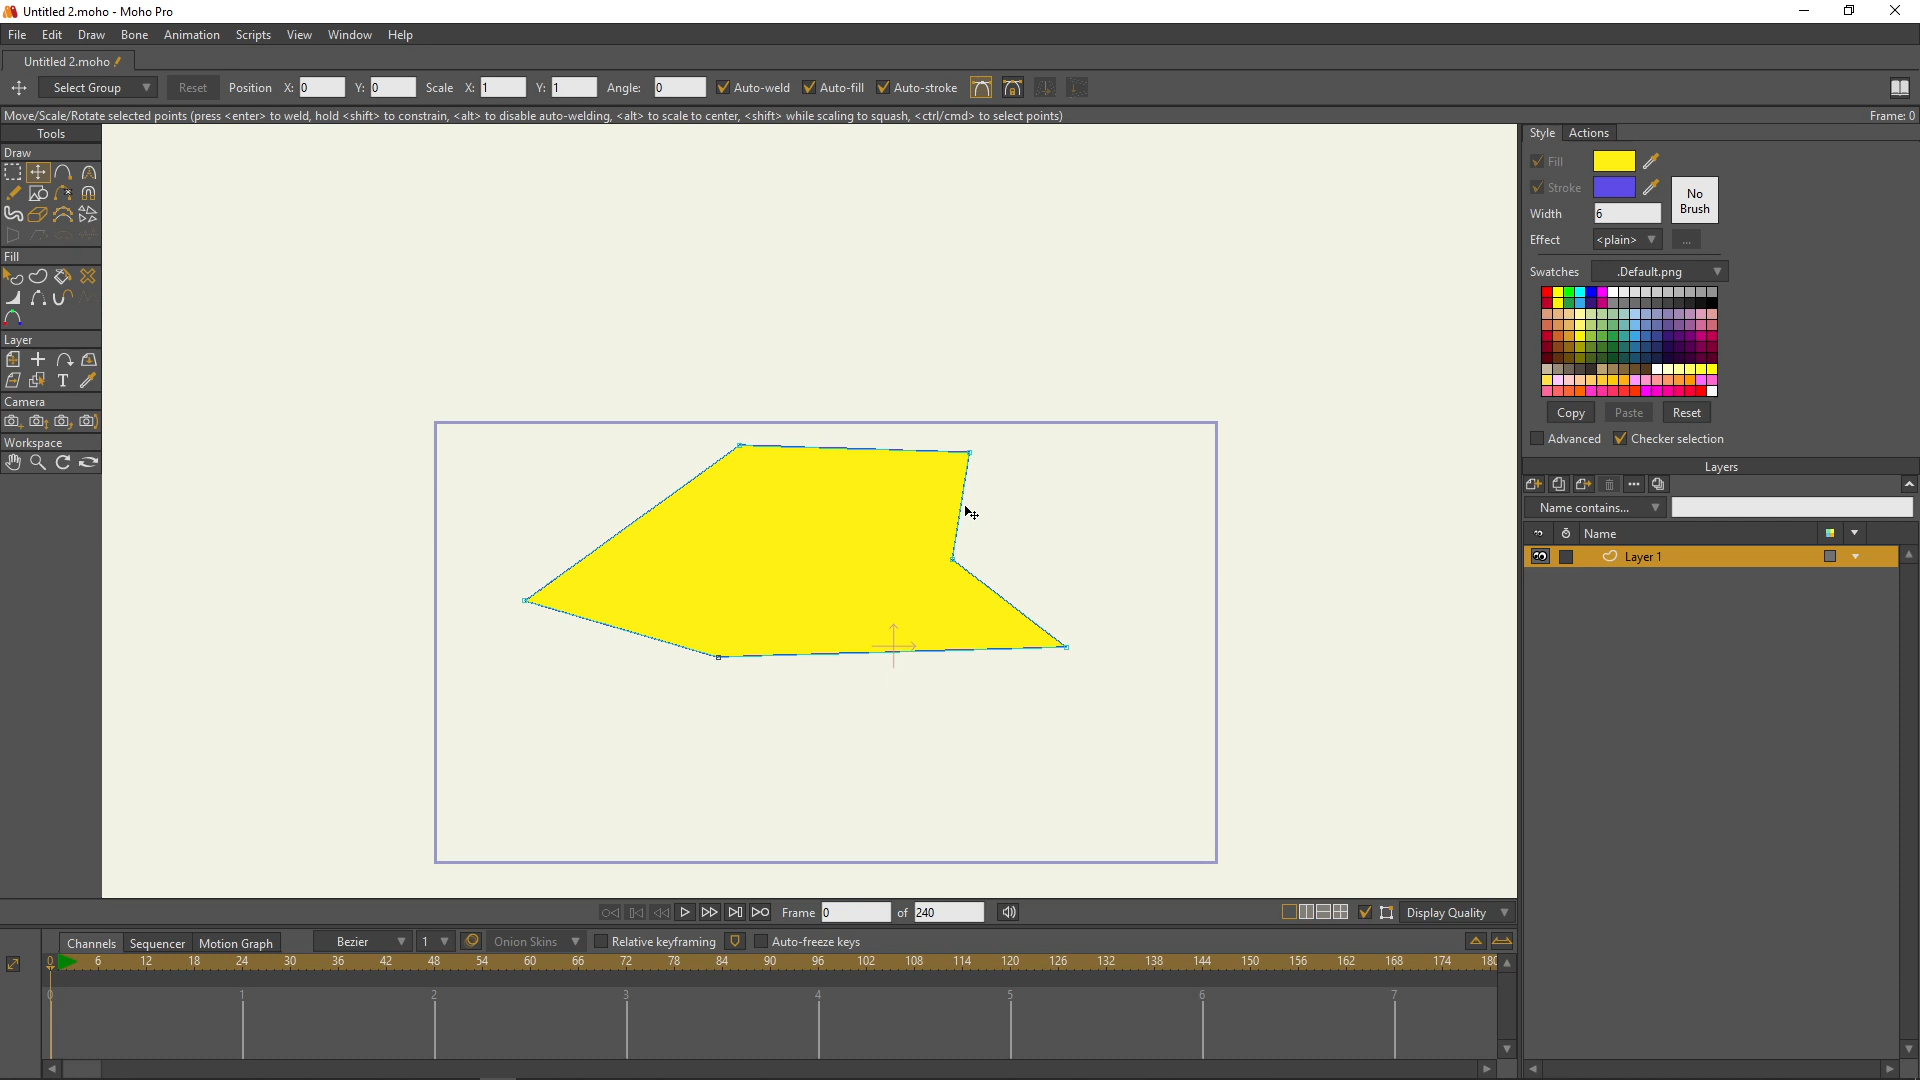 Untitled 2.moho - Moho Pro
File Edit Draw Bone Animation Scripts View Window Help
Untitled 2.moho
Select Group Reset Position X: 0 Y: 0 Scale X: 1 Y: 1 Angle: 0 Auto-weld Auto-fill Auto-stroke
Move/Scale/Rotate selected points (press <enter> to weld, hold <shift> to constrain, <alt> to disable auto-welding, <alt> to scale to center, <shift> while scaling to squash, <ctrl/cmd> to select points) Frame: 0
Tools
Draw
Fill
Layer
T
Camera
Workspace
Style Actions
Fill
Stroke
No Brush
Width 6
Effect <plain> ...
Swatches .Default.png
Copy Paste Reset
Advanced Checker selection
Layers
Name contains...
Name
Layer 1
Frame 0 of 240 Display Quality
Channels Sequencer Motion Graph Bezier 1 Onion Skins Relative keyframing Auto-freeze keys
0 6 12 18 24 30 36 42 48 54 60 66 72 78 84 90 96 102 108 114 120 126 132 138 144 150 156 162 168 174 180
0 1 2 3 4 5 6 7